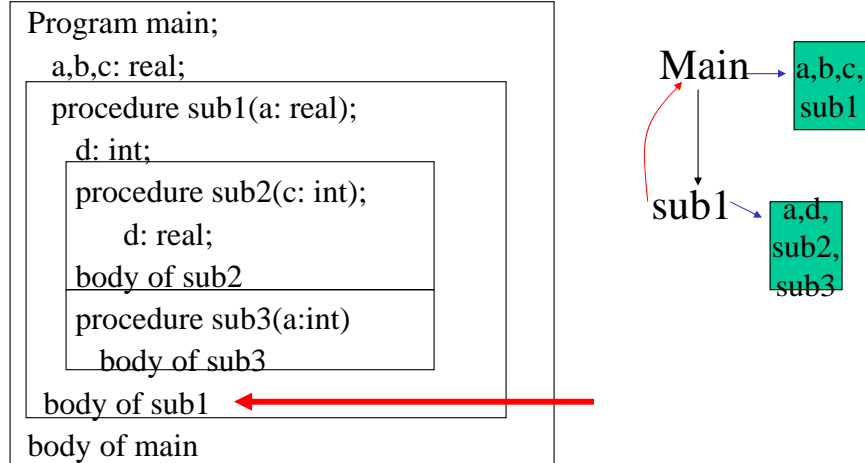 Program main;
a,b,c: real;
procedure sub1(a: real);
d: int;
procedure sub2(c: int);
d: real;
body of sub2
procedure sub3(a:int)
body of sub3
body of sub1
body of main
Main
a,b,c,
sub1
sub1
a,d,
sub2,
sub3